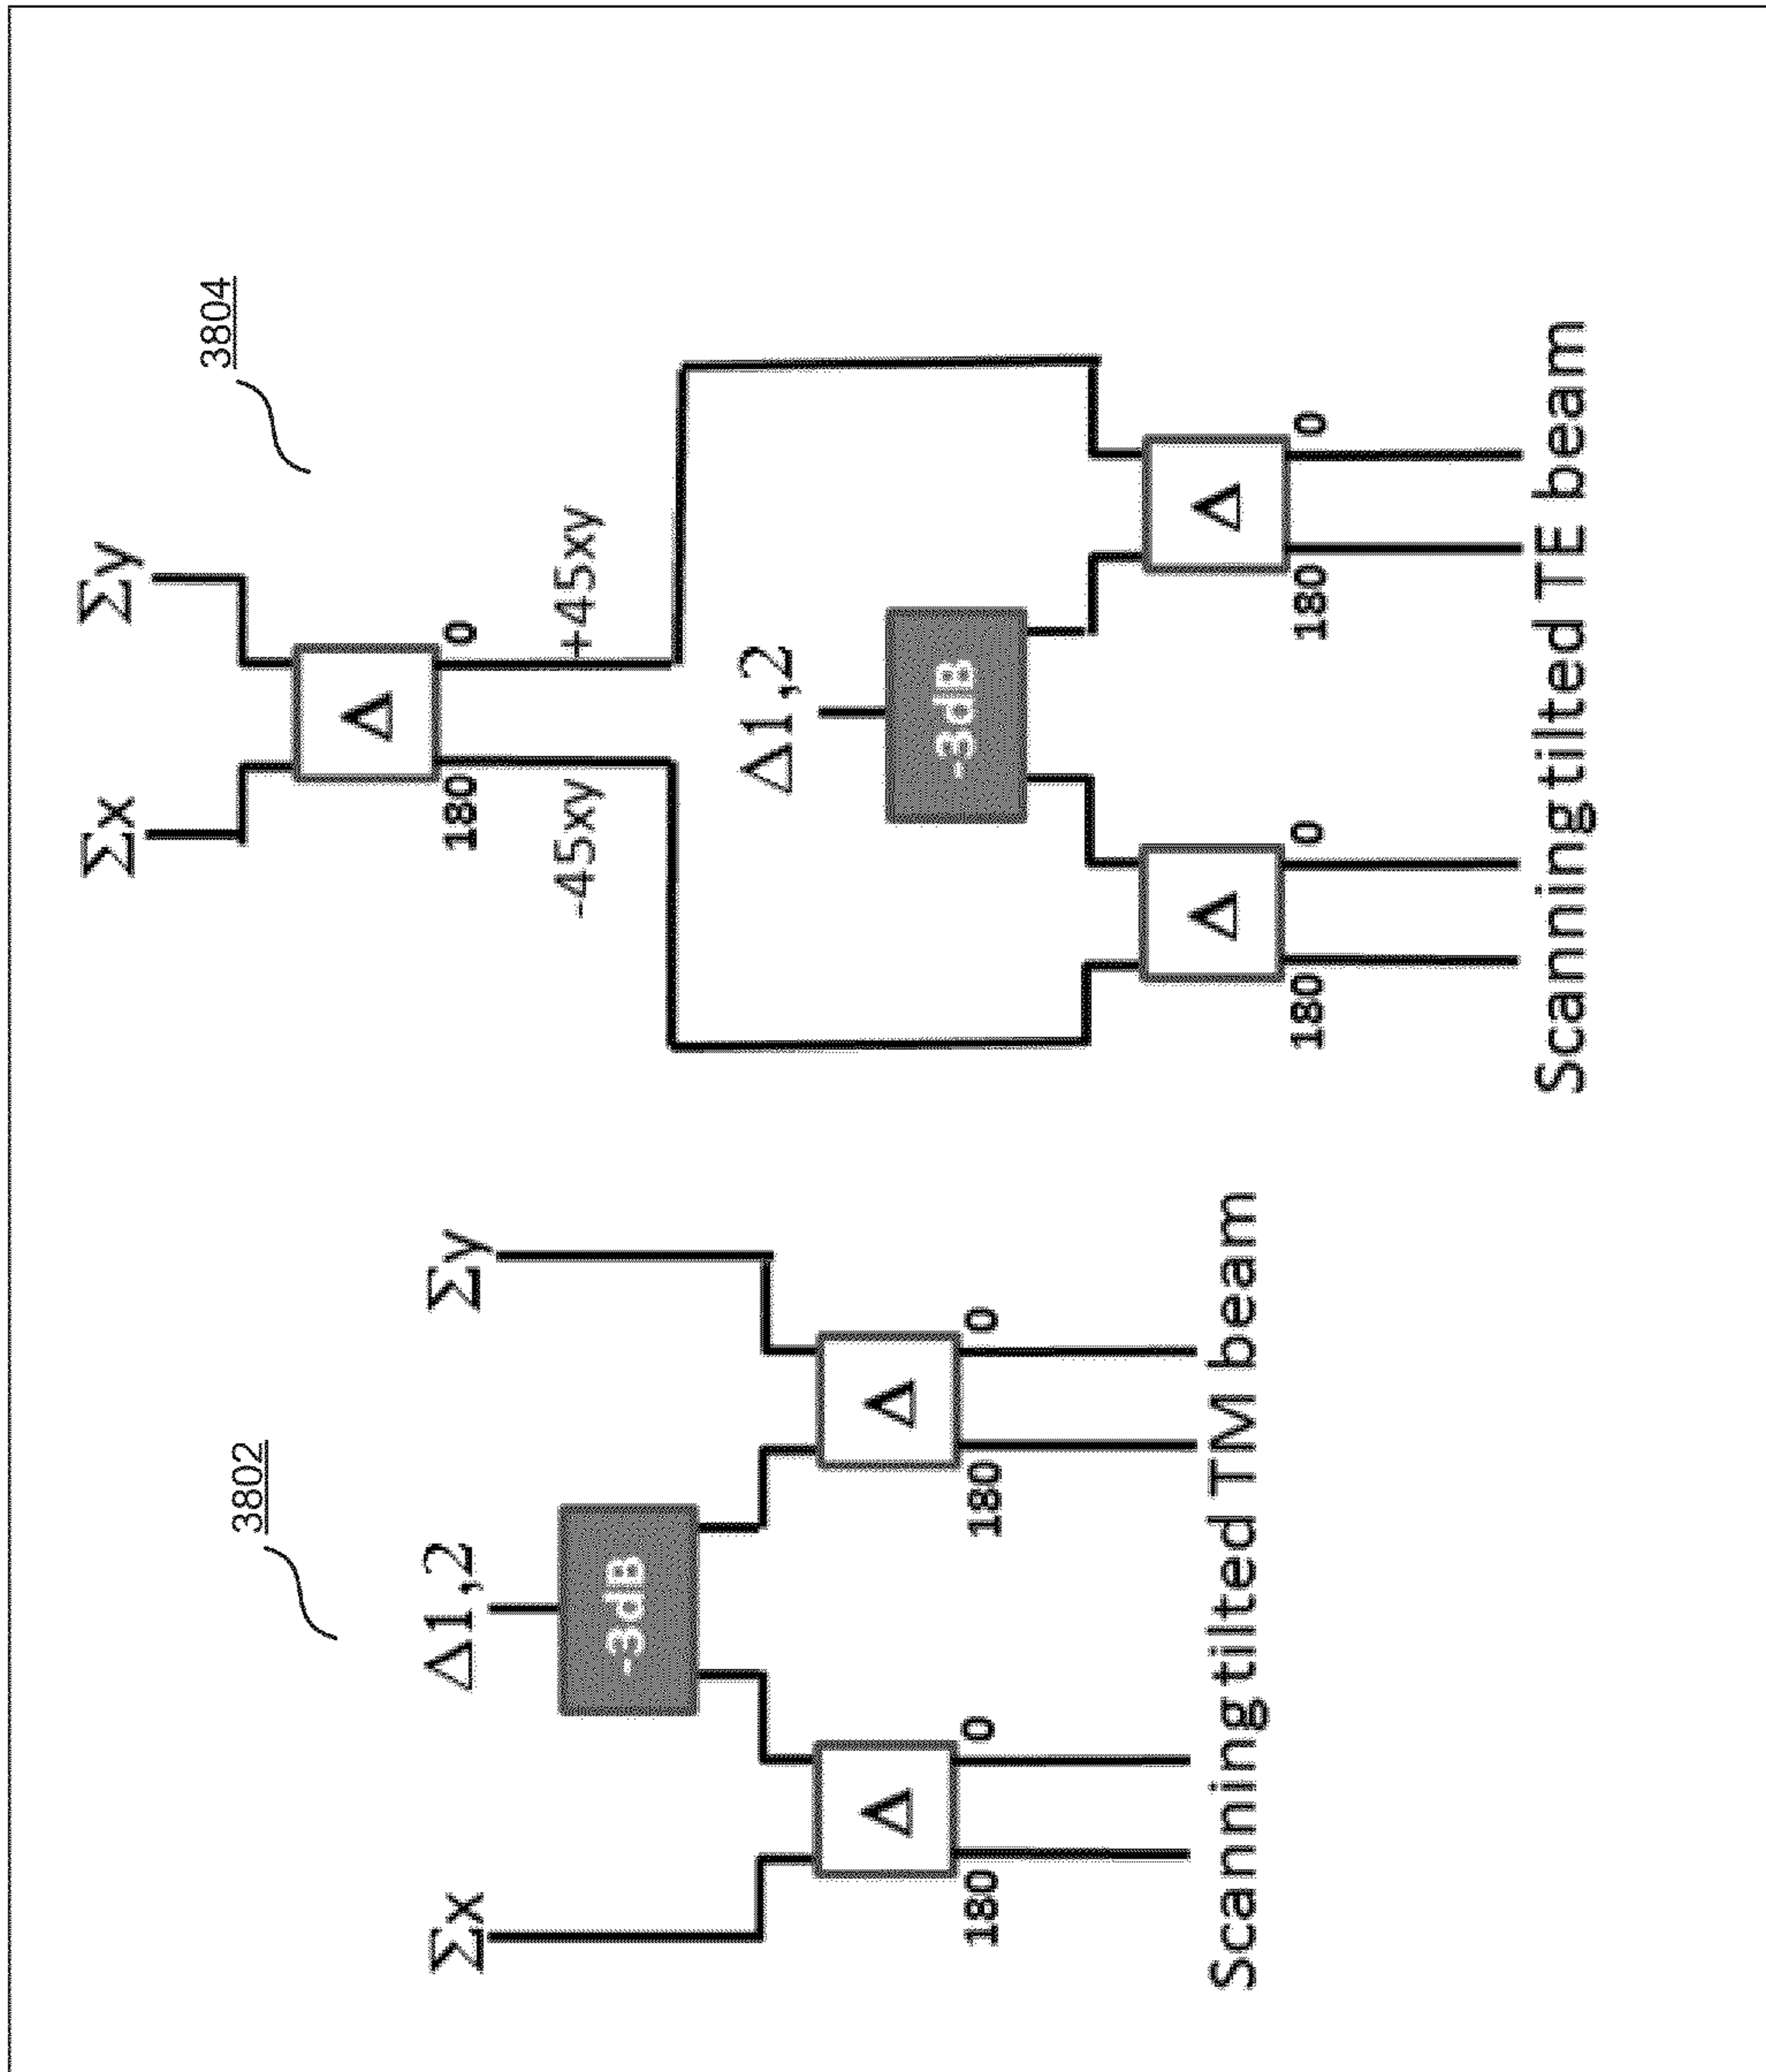 3802
Σx
Δ1,2
Σy
-3dB
Δ
Δ
180
0
180
0
Scanning tilted TM beam
3804
Σx
Σy
Δ
180
0
-45xy
+45xy
Δ1,2
-3dB
Δ
Δ
180
0
180
0
Scanning tilted TE beam